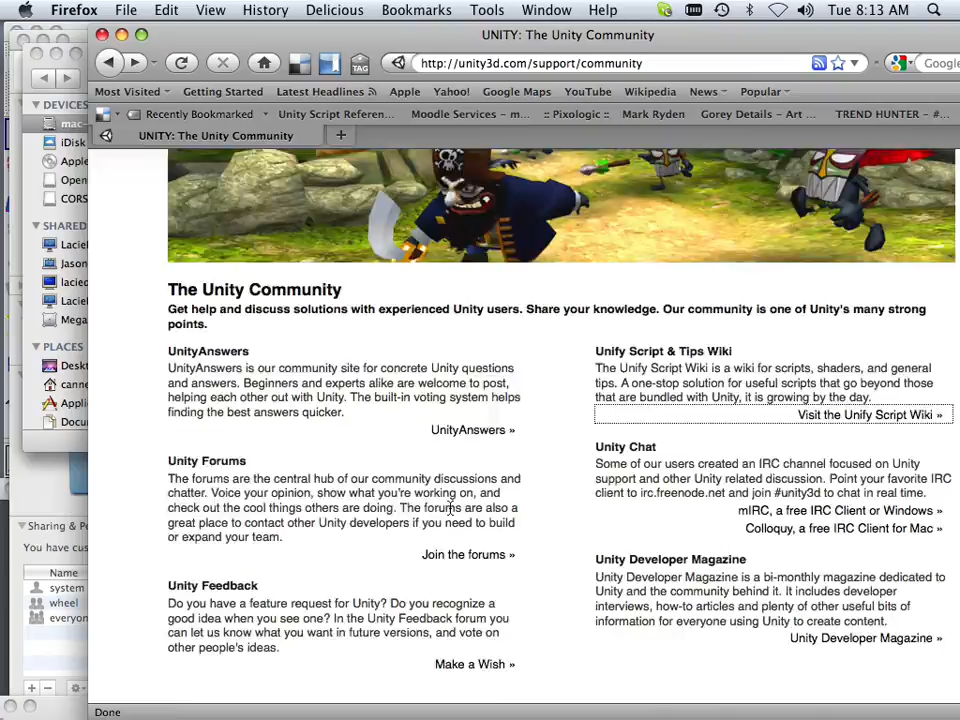 Firefox File Edit View History Delicious Bookmarks Tools Window Help Tue 8:13 AM
UNITY: The Unity Community
http://unity3d.com/support/community
Most Visited Getting Started Latest Headlines Apple Yahoo! Google Maps YouTube Wikipedia News Popular
Recently Bookmarked Unity Script Referen... Moodle Services - m... :: Pixologic :: Mark Ryden Gorey Details - Art ... TREND HUNTER - #...
UNITY: The Unity Community
TAG
DEVICES
mac-
iDisk
Apple
Open
CORS
SHARED
Laciel
Jason
lacied
Laciel
Mega
PLACES
Deskt
canne
Appli
Docu
Sharing & Pe
You have cus
Name
system
wheel
everyon
The Unity Community
Get help and discuss solutions with experienced Unity users. Share your knowledge. Our community is one of Unity's many strong
points.
UnityAnswers
UnityAnswers is our community site for concrete Unity questions
and answers. Beginners and experts alike are welcome to post,
helping each other out with Unity. The built-in voting system helps
finding the best answers quicker.
UnityAnswers »
Unity Forums
The forums are the central hub of our community discussions and
chatter. Voice your opinion, show what you're working on, and
check out the cool things others are doing. The forums are also a
great place to contact other Unity developers if you need to build
or expand your team.
Join the forums »
Unity Feedback
Do you have a feature request for Unity? Do you recognize a
good idea when you see one? In the Unity Feedback forum you
can let us know what you want in future versions, and vote on
other people's ideas.
Make a Wish »
Unify Script & Tips Wiki
The Unify Script Wiki is a wiki for scripts, shaders, and general
tips. A one-stop solution for useful scripts that go beyond those
that are bundled with Unity, it is growing by the day.
Visit the Unify Script Wiki »
Unity Chat
Some of our users created an IRC channel focused on Unity
support and other Unity related discussion. Point your favorite IRC
client to irc.freenode.net and join #unity3d to chat in real time.
mIRC, a free IRC Client or Windows »
Colloquy, a free IRC Client for Mac »
Unity Developer Magazine
Unity Developer Magazine is a bi-monthly magazine dedicated to
Unity and the community behind it. It includes developer
interviews, how-to articles and plenty of other useful bits of
information for everyone using Unity to create content.
Unity Developer Magazine »
Done
Google